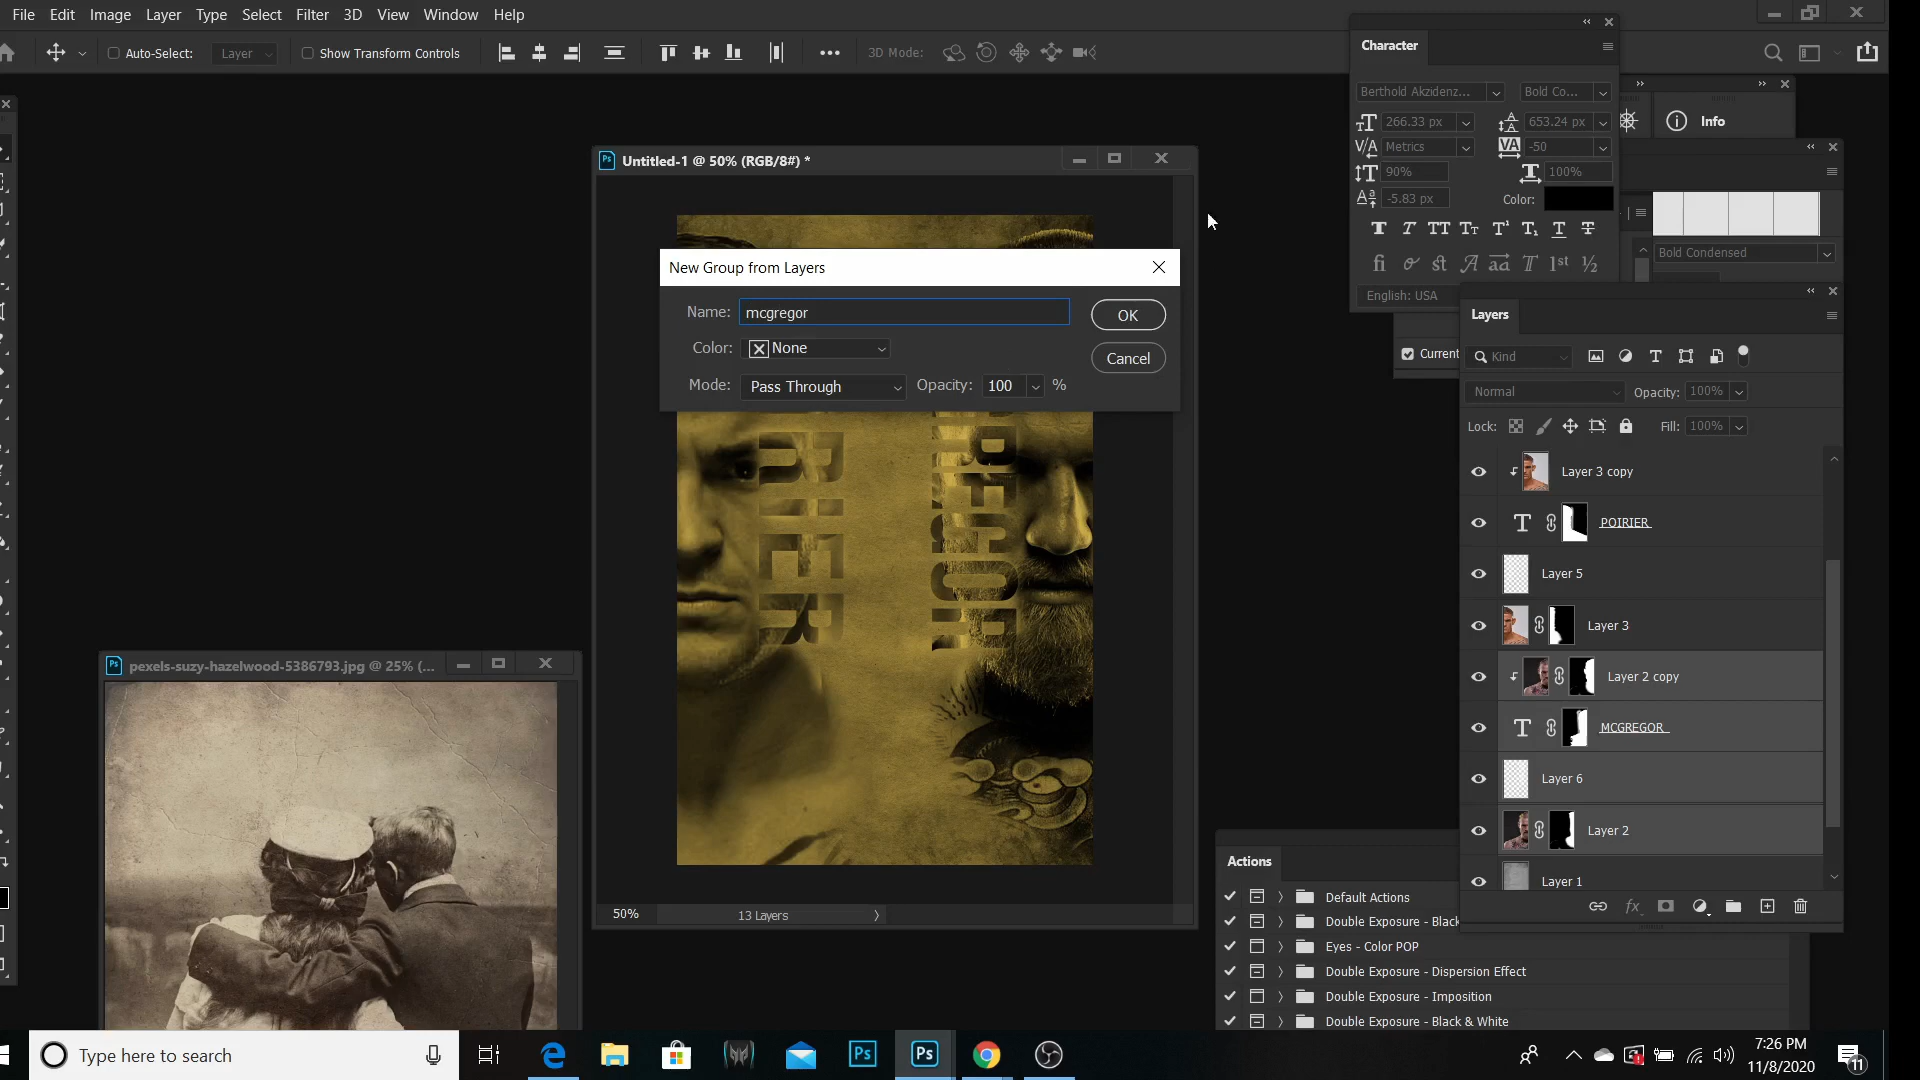 File Edit Image Layer Type Select Filter 3D View Window Help
Auto-Select: Layer Show Transform Controls 3D Mode:
Character
Berthold Akzidenz... Bold Co...
266.33 px 653.24 px
Metrics -50
90% 100%
-5.83 px Color:
English: USA
Info
Bold Condensed
Current
Untitled-1 @ 50% (RGB/8#) *
New Group from Layers
Name: mcgregor OK
Color: None Cancel
Mode: Pass Through Opacity: 100 %
RIER
REGOR
50% 13 Layers
pexels-suzy-hazelwood-5386793.jpg @ 25% (...
Layers
Kind
Normal Opacity: 100%
Lock: Fill: 100%
Layer 3 copy
POIRIER
Layer 5
Layer 3
Layer 2 copy
MCGREGOR
Layer 6
Layer 2
Layer 1
Actions
Default Actions
Double Exposure - Black
Eyes - Color POP
Double Exposure - Dispersion Effect
Double Exposure - Imposition
Double Exposure - Black & White
Type here to search
7:26 PM
11/8/2020
11